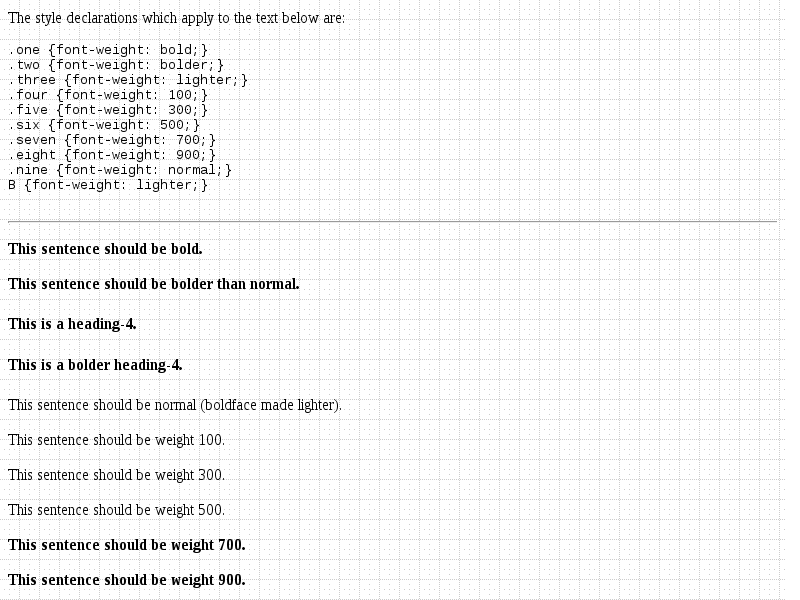 The style declarations which apply to the text below are:
.one {font-weight: bold;}
.two {font-weight: bolder;}
.three {font-weight: lighter;}
.four {font-weight: 100;}
.five {font-weight: 300;}
.six {font-weight: 500;}
.seven {font-weight: 700;}
.eight {font-weight: 900;}
.nine {font-weight: normal;}
B {font-weight: lighter;}
This sentence should be bold.
This sentence should be bolder than normal.
This is a heading-4.
This is a bolder heading-4.
This sentence should be normal (boldface made lighter).
This sentence should be weight 100.
This sentence should be weight 300.
This sentence should be weight 500.
This sentence should be weight 700.
This sentence should be weight 900.